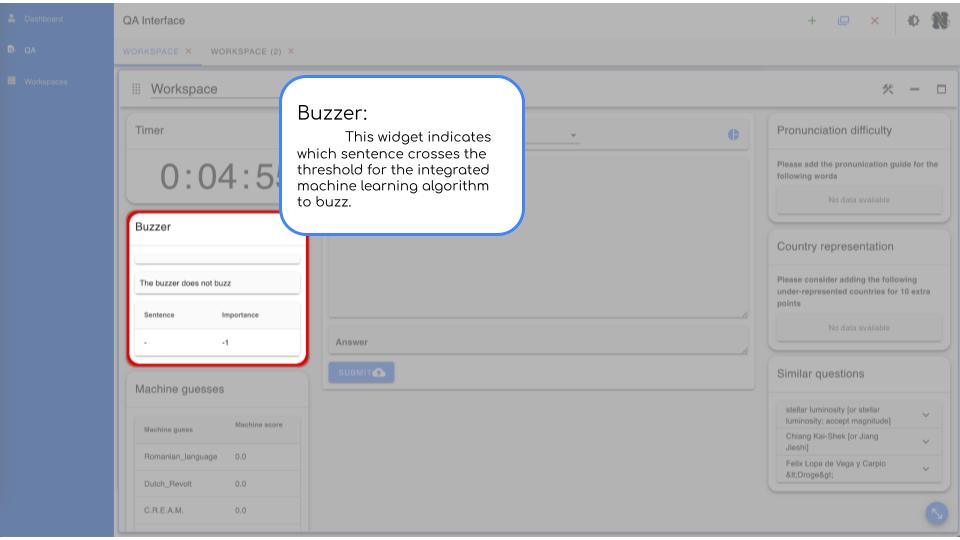 Dashboard
QA
Workspaces
QA Interface
WORKSPACE
WORKSPACE (2)
Workspace
Timer
0:04:55
Buzzer:
This widget indicates
which sentence crosses the
threshold for the integrated
machine learning algorithm
to buzz.
Buzzer
The buzzer does not buzz
Sentence Importance
- -1
Machine guesses
Machine guess Machine score
Romanian_language 0.0
Dutch_Revolt 0.0
C.R.E.A.M. 0.0
Answer
SUBMIT
Pronunciation difficulty
Please add the pronunication guide for the
following words
No data available
Country representation
Please consider adding the following
under-represented countries for 10 extra
points
No data available
Similar questions
stellar luminosity [or stellar
luminosity; accept magnitude]
Chiang Kai-Shek [or Jiang
Jieshi]
Felix Lope de Vega y Carpio
&lt;Droge&gt;